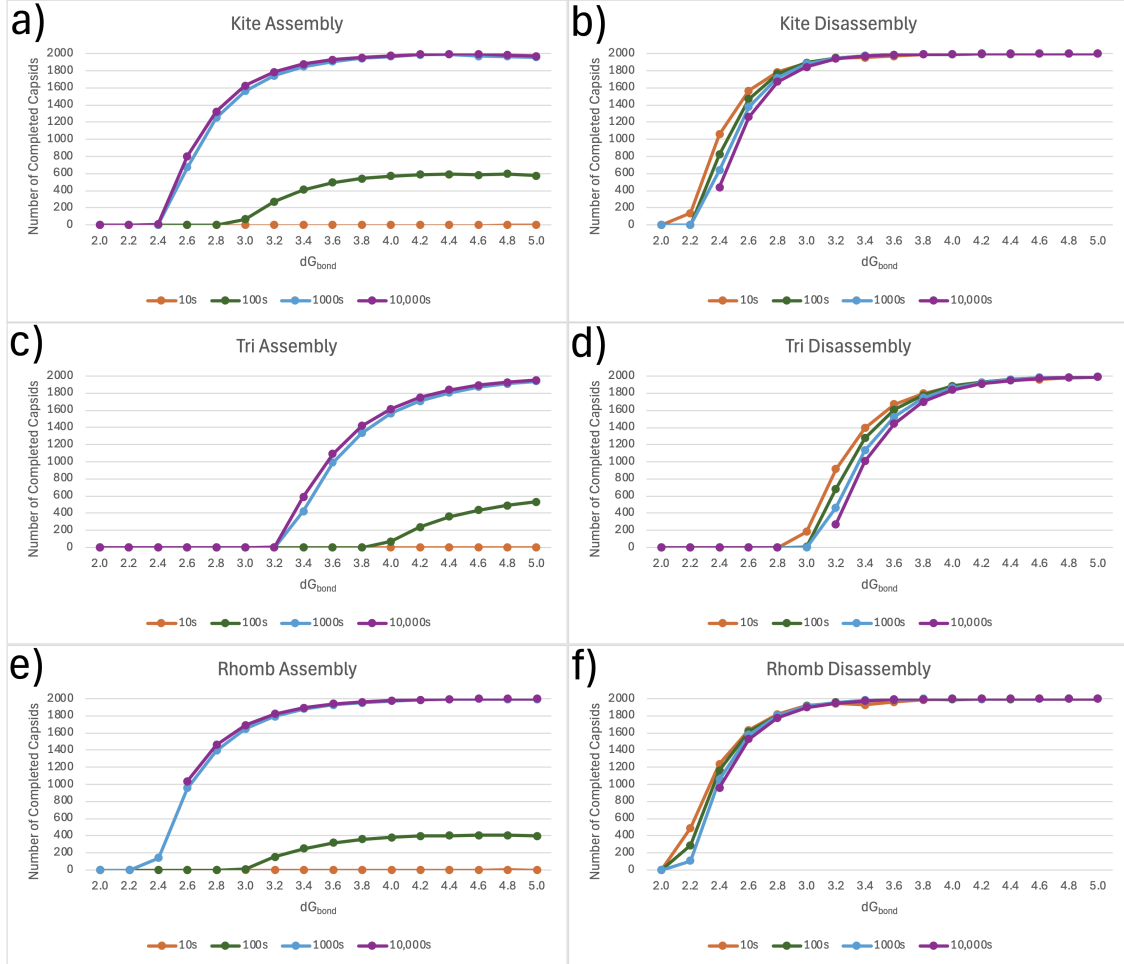 a)
Kite Assembly
Number of Completed Capsids
2000
1800
1600
1400
1200
1000
800
600
400
200
0
2.0 2.2 2.4 2.6 2.8 3.0 3.2 3.4 3.6 3.8 4.0 4.2 4.4 4.6 4.8 5.0
dGbond
10s 100s 1000s 10,000s
b)
Kite Disassembly
Number of Completed Capsids
2000
1800
1600
1400
1200
1000
800
600
400
200
0
2.0 2.2 2.4 2.6 2.8 3.0 3.2 3.4 3.6 3.8 4.0 4.2 4.4 4.6 4.8 5.0
dGbond
10s 100s 1000s 10,000s
c)
Tri Assembly
Number of Completed Capsids
2000
1800
1600
1400
1200
1000
800
600
400
200
0
2.0 2.2 2.4 2.6 2.8 3.0 3.2 3.4 3.6 3.8 4.0 4.2 4.4 4.6 4.8 5.0
dGbond
10s 100s 1000s 10,000s
d)
Tri Disassembly
Number of Completed Capsids
2000
1800
1600
1400
1200
1000
800
600
400
200
0
2.0 2.2 2.4 2.6 2.8 3.0 3.2 3.4 3.6 3.8 4.0 4.2 4.4 4.6 4.8 5.0
dGbond
10s 100s 1000s 10,000s
e)
Rhomb Assembly
Number of Completed Capsids
2000
1800
1600
1400
1200
1000
800
600
400
200
0
2.0 2.2 2.4 2.6 2.8 3.0 3.2 3.4 3.6 3.8 4.0 4.2 4.4 4.6 4.8 5.0
dGbond
10s 100s 1000s 10,000s
f)
Rhomb Disassembly
Number of Completed Capsids
2000
1800
1600
1400
1200
1000
800
600
400
200
0
2.0 2.2 2.4 2.6 2.8 3.0 3.2 3.4 3.6 3.8 4.0 4.2 4.4 4.6 4.8 5.0
dGbond
10s 100s 1000s 10,000s